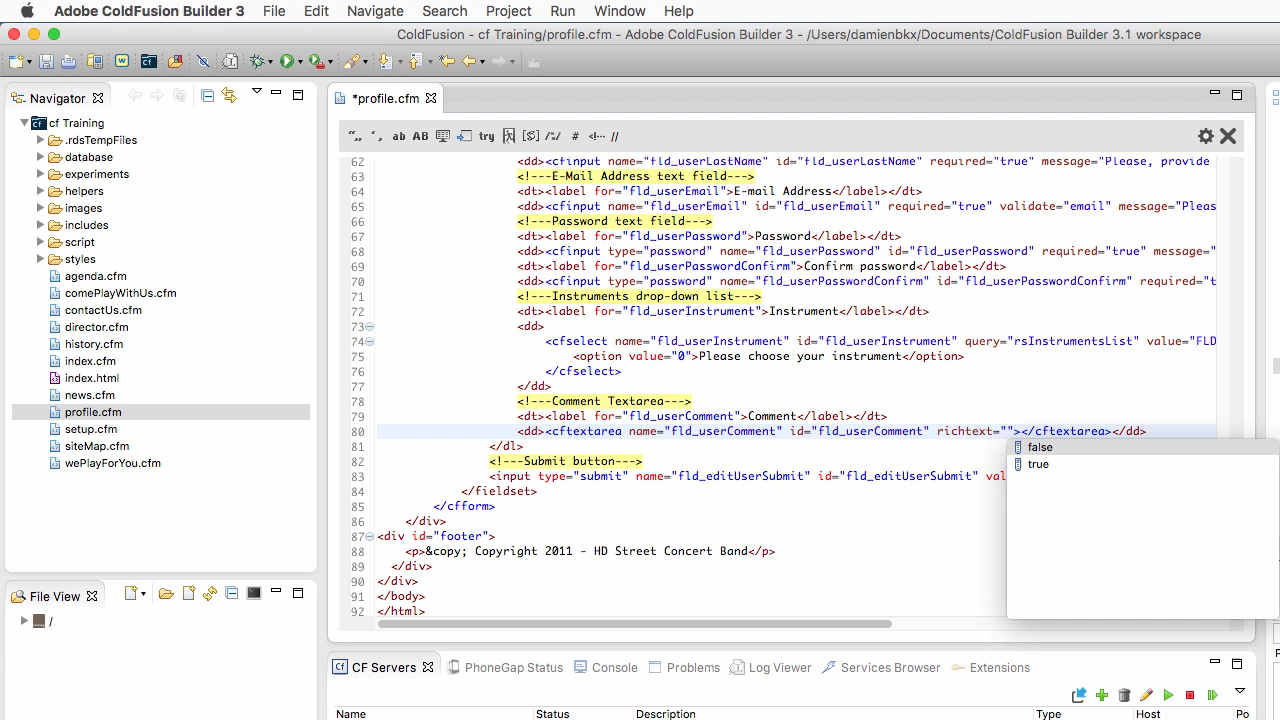 Adobe ColdFusion Builder 3 File Edit Navigate Search Project Run Window Help
ColdFusion - cf Training/profile.cfm - Adobe ColdFusion Builder 3 - /Users/damienbkx/Documents/ColdFusion Builder 3.1 workspace
Navigator
cf Training
.rdsTempFiles
database
experiments
helpers
images
includes
script
styles
agenda.cfm
comePlayWithUs.cfm
contactUs.cfm
director.cfm
history.cfm
index.cfm
index.html
news.cfm
profile.cfm
setup.cfm
siteMap.cfm
wePlayForYou.cfm
File View
/
*profile.cfm
"„ ‘, ab AB try /※/ # <!-- //
62 <dd><cfinput name="fld_userLastName" id="fld_userLastName" required="true" message="Please, provide
63 <!---E-Mail Address text field--->
64 <dt><label for="fld_userEmail">E-mail Address</label></dt>
65 <dd><cfinput name="fld_userEmail" id="fld_userEmail" required="true" validate="email" message="Pleas
66 <!---Password text field--->
67 <dt><label for="fld_userPassword">Password</label></dt>
68 <dd><cfinput type="password" name="fld_userPassword" id="fld_userPassword" required="true" message="
69 <dt><label for="fld_userPasswordConfirm">Confirm password</label></dt>
70 <dd><cfinput type="password" name="fld_userPasswordConfirm" id="fld_userPasswordConfirm" required="t
71 <!---Instruments drop-down list--->
72 <dt><label for="fld_userInstrument">Instrument</label></dt>
73 <dd>
74 <cfselect name="fld_userInstrument" id="fld_userInstrument" query="rsInstrumentsList" value="FLD
75 <option value="0">Please choose your instrument</option>
76 </cfselect>
77 </dd>
78 <!---Comment Textarea--->
79 <dt><label for="fld_userComment">Comment</label></dt>
80 <dd><cftextarea name="fld_userComment" id="fld_userComment" richtext=""></cftextarea></dd>
81 </dl>
82 <!---Submit button--->
83 <input type="submit" name="fld_editUserSubmit" id="fld_editUserSubmit" val
84 </fieldset>
85 </cfform>
86 </div>
87 <div id="footer">
88 <p>&copy; Copyright 2011 - HD Street Concert Band</p>
89 </div>
90 </div>
91 </body>
92 </html>
false
true
CF Servers PhoneGap Status Console Problems Log Viewer Services Browser Extensions
Name Status Description Type Host Po